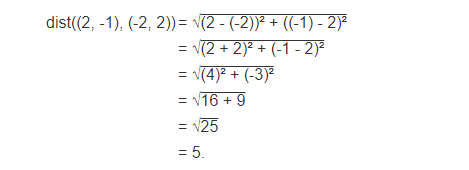 dist((2, -1), (-2, 2)) = √(2 - (-2))² + ((-1) - 2)²
= √(2 + 2)² + (-1 - 2)²
= √(4)² + (-3)²
= √16 + 9
= √25
= 5.